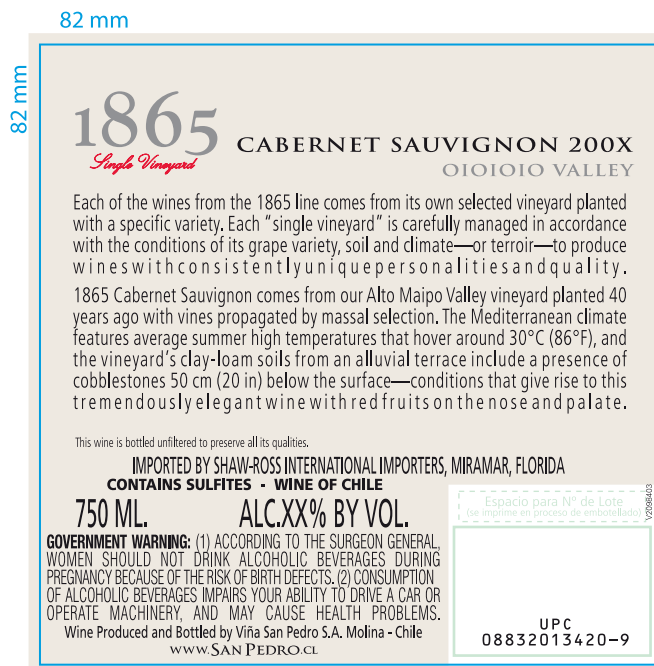 82 mm
82 mm
1865
Single Vineyard
CABERNET SAUVIGNON 200X
OIOIOIO VALLEY
Each of the wines from the 1865 line comes from its own selected vineyard planted
with a specific variety. Each “single vineyard” is carefully managed in accordance
with the conditions of its grape variety, soil and climate—or terroir—to produce
wines with consistently unique personalities and quality.
1865 Cabernet Sauvignon comes from our Alto Maipo Valley vineyard planted 40
years ago with vines propagated by massal selection. The Mediterranean climate
features average summer high temperatures that hover around 30°C (86°F), and
the vineyard’s clay-loam soils from an alluvial terrace include a presence of
cobblestones 50 cm (20 in) below the surface—conditions that give rise to this
tremendously elegant wine with red fruits on the nose and palate.
This wine is bottled unfiltered to preserve all its qualities.
IMPORTED BY SHAW-ROSS INTERNATIONAL IMPORTERS, MIRAMAR, FLORIDA
CONTAINS SULFITES - WINE OF CHILE
750 ML. ALC.XX% BY VOL.
GOVERNMENT WARNING: (1) ACCORDING TO THE SURGEON GENERAL,
WOMEN SHOULD NOT DRINK ALCOHOLIC BEVERAGES DURING
PREGNANCY BECAUSE OF THE RISK OF BIRTH DEFECTS. (2) CONSUMPTION
OF ALCOHOLIC BEVERAGES IMPAIRS YOUR ABILITY TO DRIVE A CAR OR
OPERATE MACHINERY, AND MAY CAUSE HEALTH PROBLEMS.
Wine Produced and Bottled by Viña San Pedro S.A. Molina - Chile
WWW.SANPEDRO.CL
Espacio para Nº de Lote
(se imprime en proceso de embotellado)
V2098403
UPC
08832013420-9